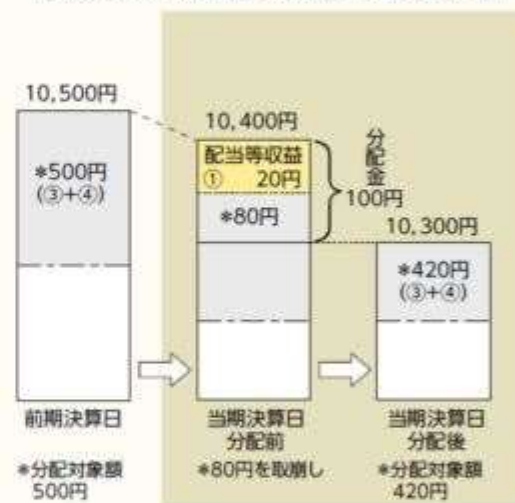 10,500円
*500円
(③+④)
前期決算日
*分配対象額
500円
10,400円
配当等収益
① 20円
*80円
分配金
100円
当期決算日
分配前
*80円を取崩し
10,300円
*420円
(③+④)
当期決算日
分配後
*分配対象額
420円